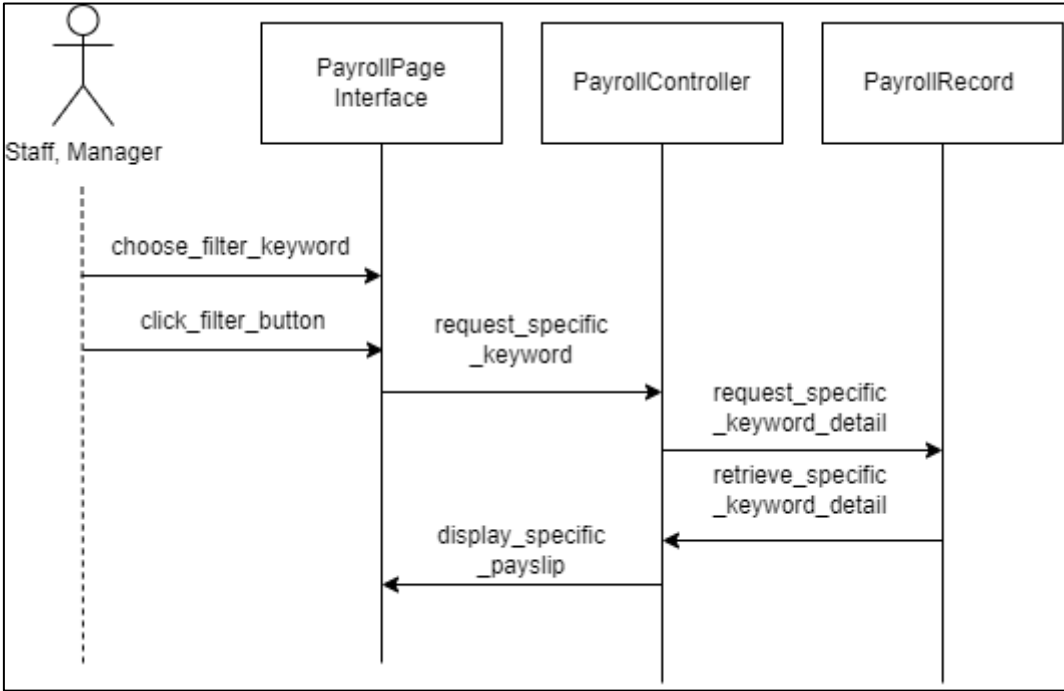 PayrollPage
Interface
PayrollController
PayrollRecord
Staff, Manager
choose_filter_keyword
click_filter_button
request_specific
_keyword
request_specific
_keyword_detail
retrieve_specific
_keyword_detail
display_specific
_payslip